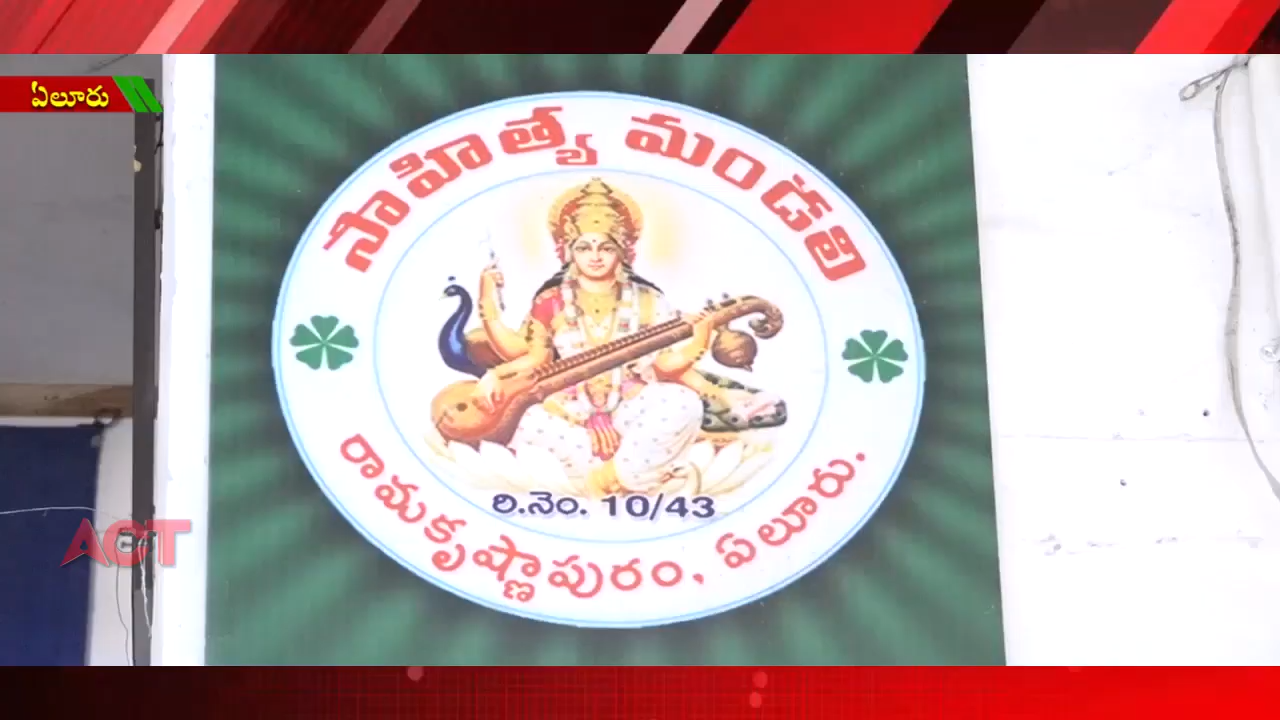 ఏలూరు
సాహిత్య మండలి
రి.నెం. 10/43
రామకృష్ణాపురం, ఏలూరు.
ACT